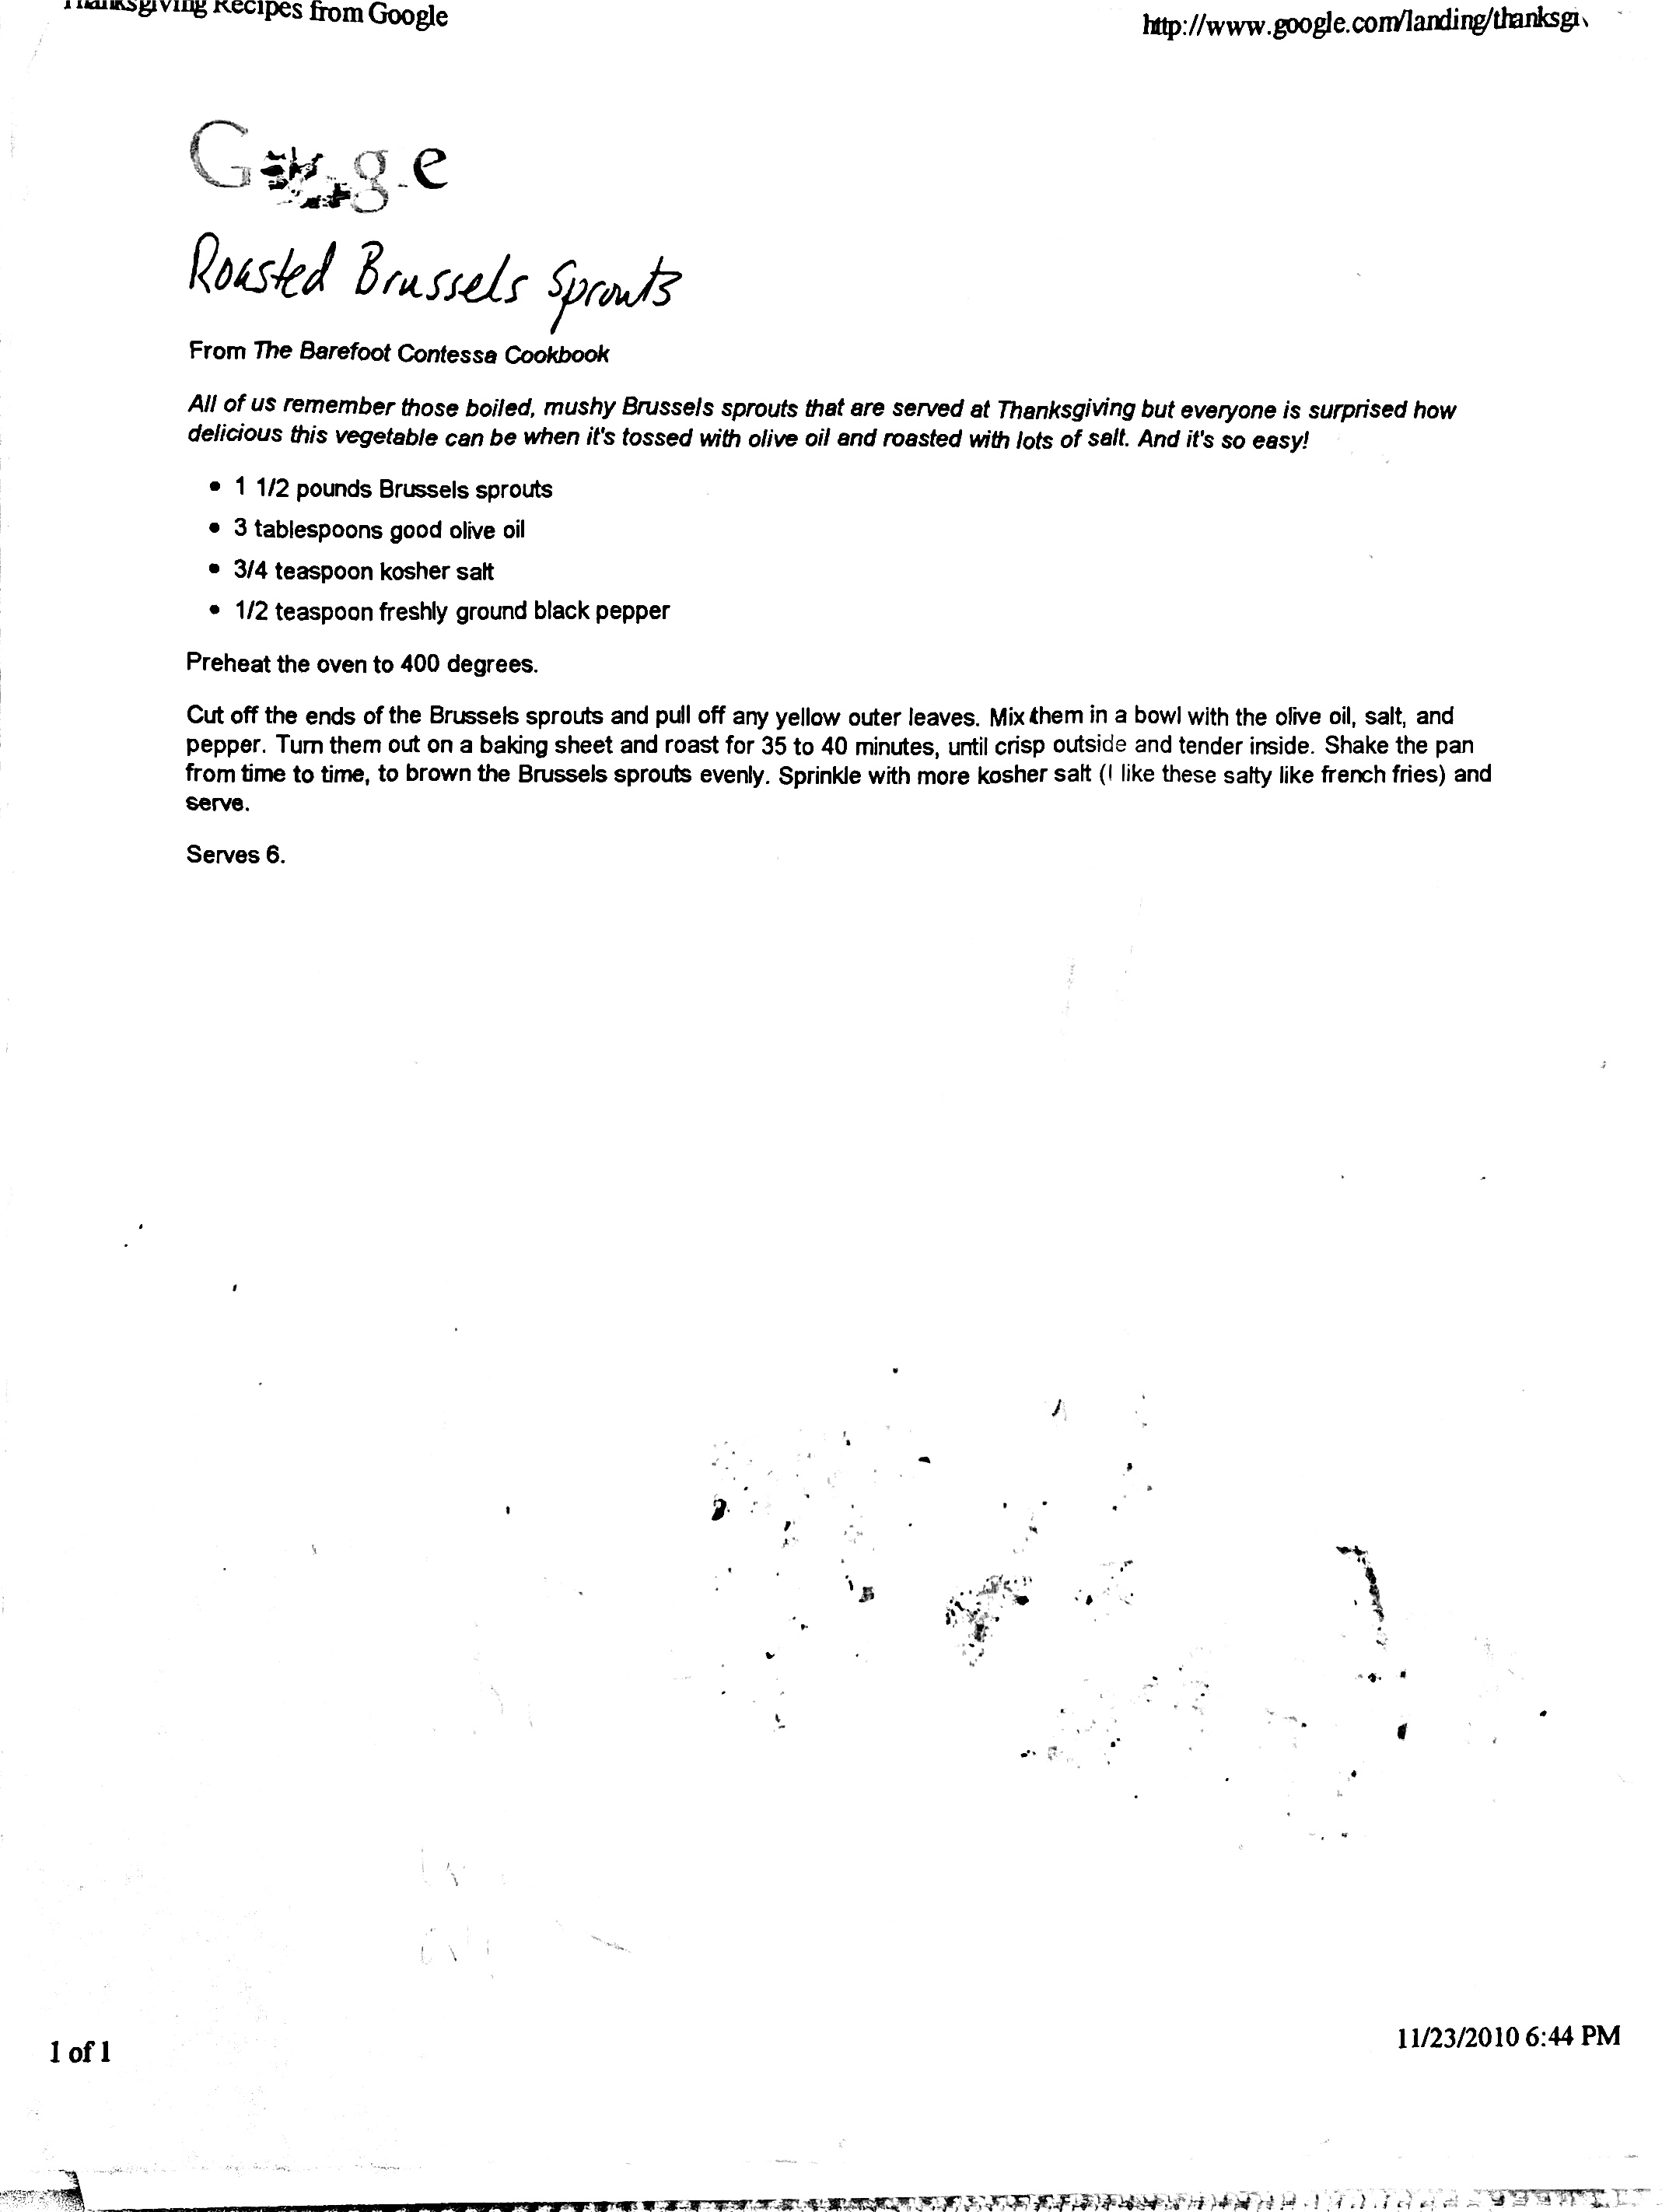 Thanksgiving Recipes from Google
http://www.google.com/landing/thanksgiv
Roasted Brussels Sprouts
From The Barefoot Contessa Cookbook
All of us remember those boiled, mushy Brussels sprouts that are served at Thanksgiving but everyone is surprised how
delicious this vegetable can be when it's tossed with olive oil and roasted with lots of salt. And it's so easy!
• 1 1/2 pounds Brussels sprouts
• 3 tablespoons good olive oil
• 3/4 teaspoon kosher salt
• 1/2 teaspoon freshly ground black pepper
Preheat the oven to 400 degrees.
Cut off the ends of the Brussels sprouts and pull off any yellow outer leaves. Mix them in a bowl with the olive oil, salt, and
pepper. Turn them out on a baking sheet and roast for 35 to 40 minutes, until crisp outside and tender inside. Shake the pan
from time to time, to brown the Brussels sprouts evenly. Sprinkle with more kosher salt (I like these salty like french fries) and
serve.
Serves 6.
1 of 1
11/23/2010 6:44 PM